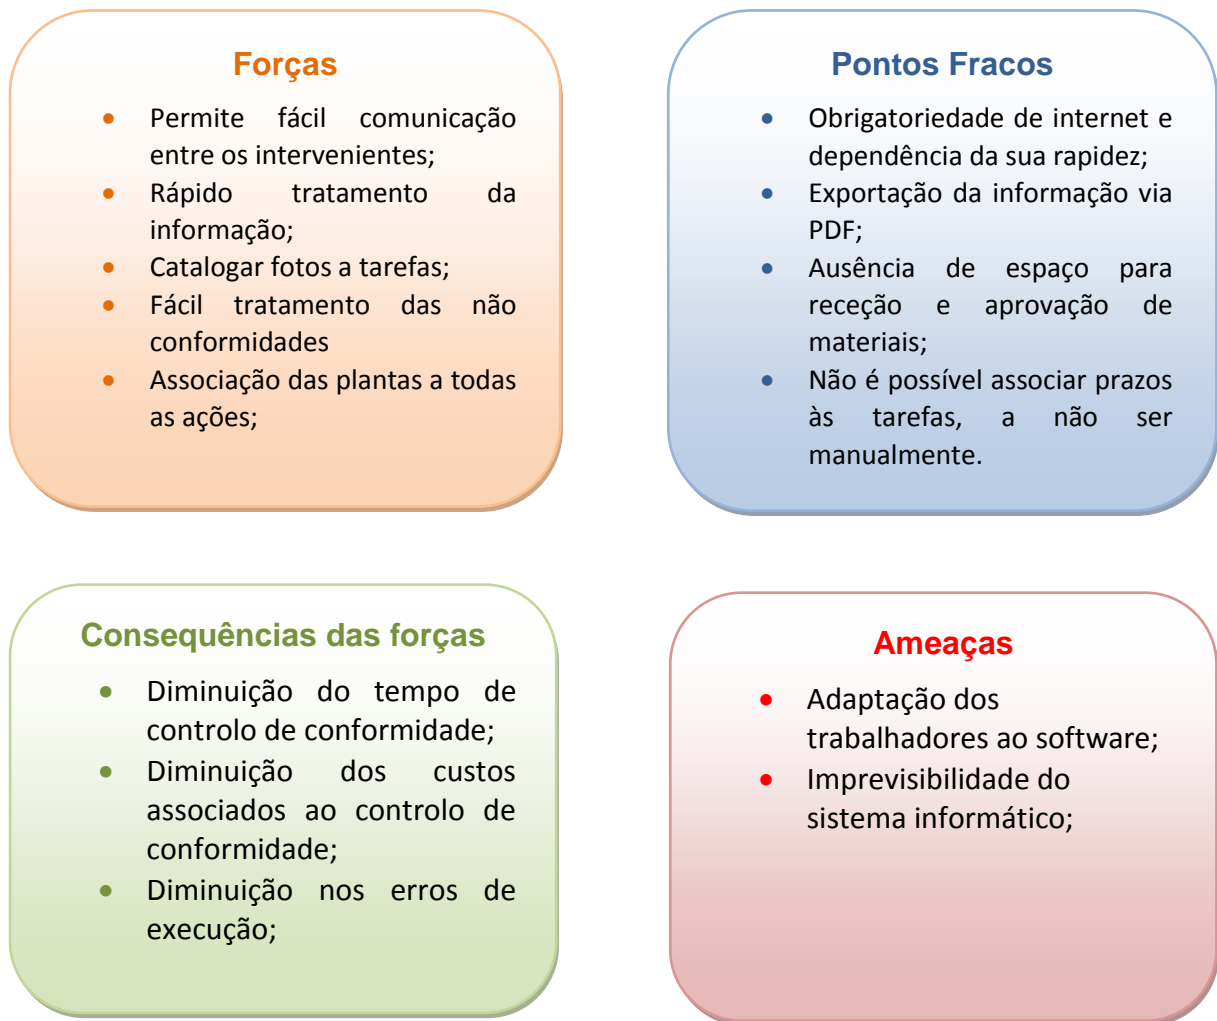 Forças
• Permite fácil comunicação
entre os intervenientes;
• Rápido tratamento da
informação;
• Catalogar fotos a tarefas;
• Fácil tratamento das não
conformidades
• Associação das plantas a todas
as ações;
Pontos Fracos
• Obrigatoriedade de internet e
dependência da sua rapidez;
• Exportação da informação via
PDF;
• Ausência de espaço para
receção e aprovação de
materiais;
• Não é possível associar prazos
às tarefas, a não ser
manualmente.
Consequências das forças
• Diminuição do tempo de
controlo de conformidade;
• Diminuição dos custos
associados ao controlo de
conformidade;
• Diminuição nos erros de
execução;
Ameaças
• Adaptação dos
trabalhadores ao software;
• Imprevisibilidade do
sistema informático;